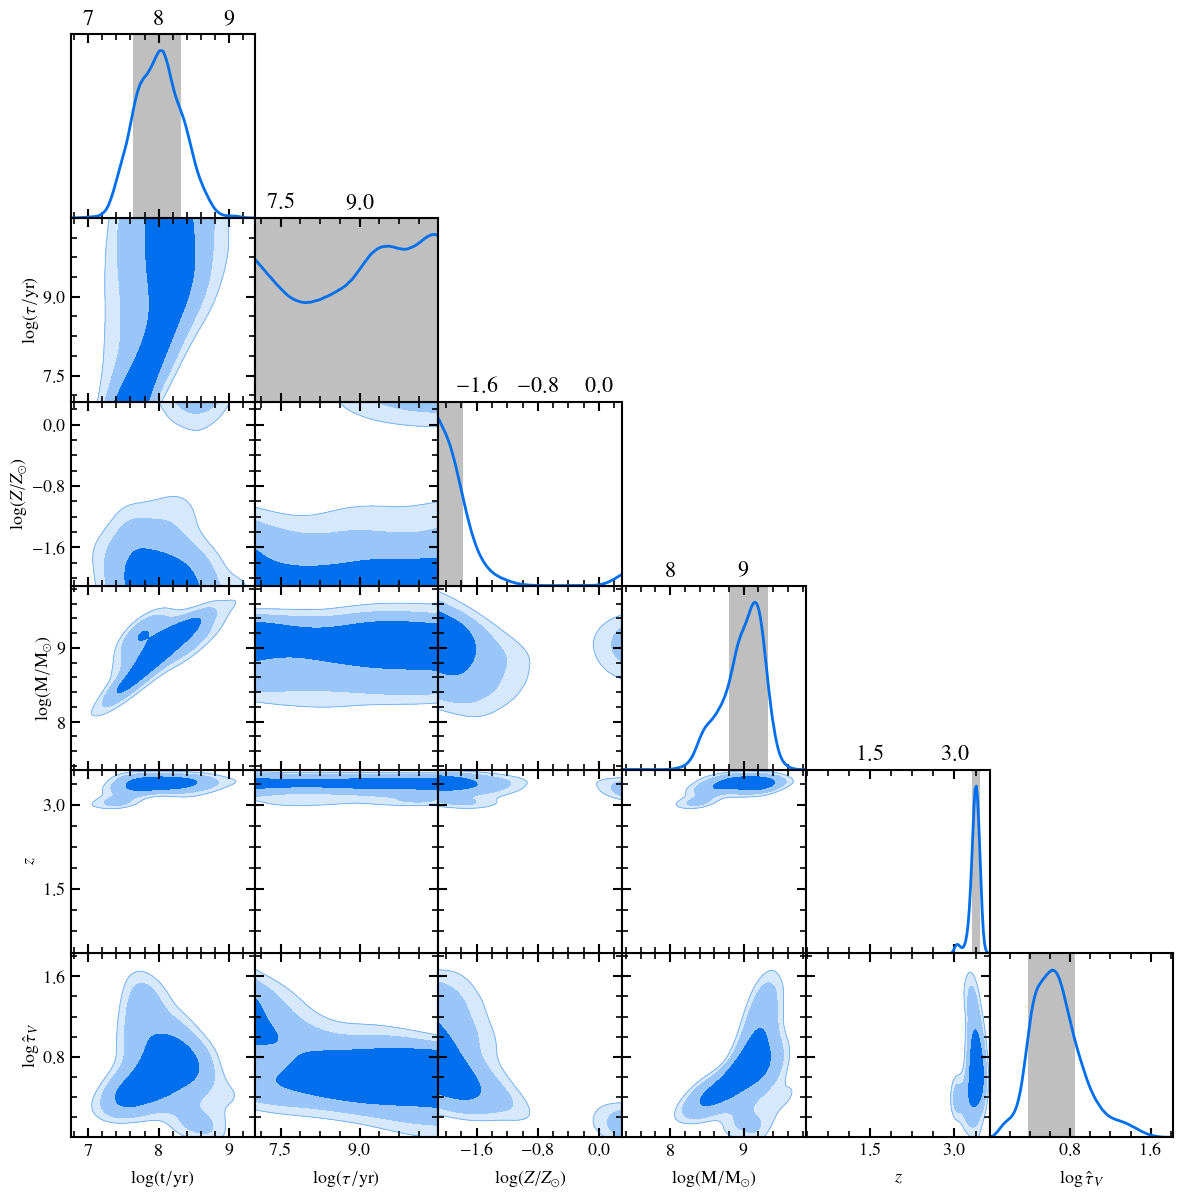 7 8 9
7.5 9.0
log(τ/yr)
9.0
7.5
−1.6 −0.8 0.0
log(Z/Z⊙)
0.0
−0.8
−1.6
8 9
log(M/M⊙)
9
8
1.5 3.0
z
3.0
1.5
log τ̂V
1.6
0.8
7 8 9 7.5 9.0 −1.6 −0.8 0.0 8 9 1.5 3.0 0.8 1.6
log(t/yr) log(τ/yr) log(Z/Z⊙) log(M/M⊙) z log τ̂V